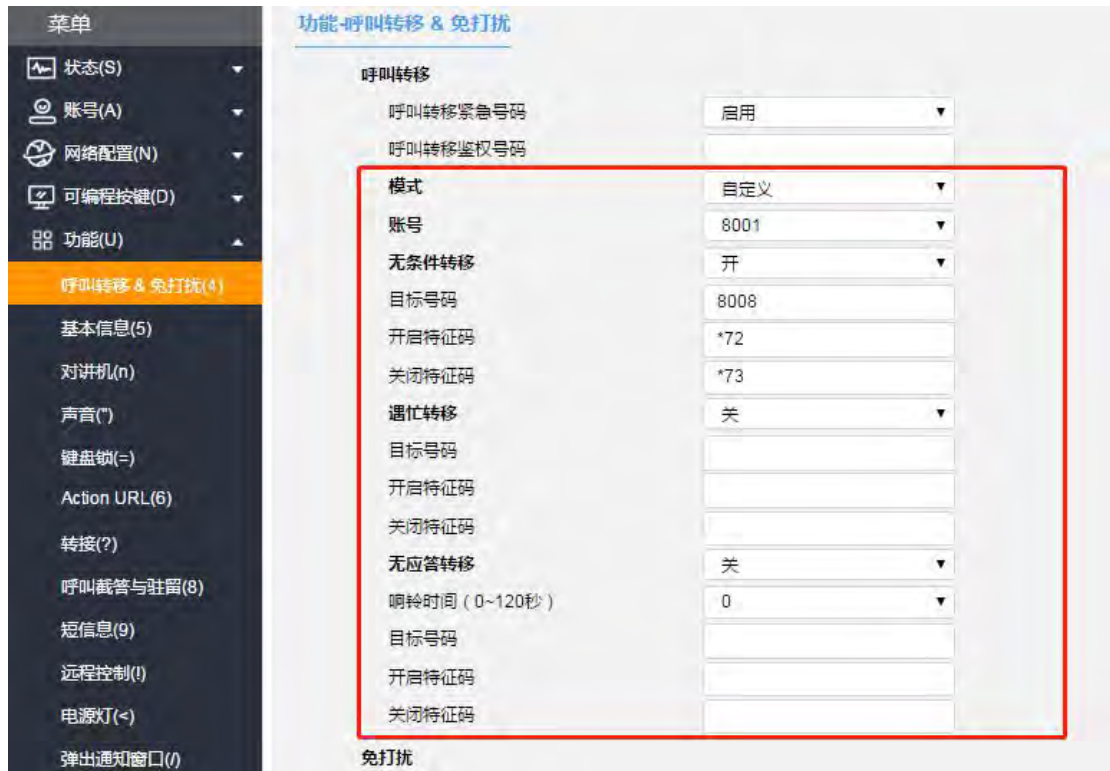 菜单
状态(S)
账号(A)
网络配置(N)
可编程按键(D)
功能(U)
呼叫转移 & 免打扰(4)
基本信息(5)
对讲机(n)
声音(")
键盘锁(=)
Action URL(6)
转接(?)
呼叫截答与驻留(8)
短信息(9)
远程控制(!)
电源灯(<)
弹出通知窗口(/)
功能-呼叫转移 & 免打扰
呼叫转移
呼叫转移紧急号码 启用
呼叫转移鉴权号码
模式 自定义
账号 8001
无条件转移 开
目标号码 8008
开启特征码 *72
关闭特征码 *73
遇忙转移 关
目标号码
开启特征码
关闭特征码
无应答转移 关
响铃时间(0~120秒) 0
目标号码
开启特征码
关闭特征码
免打扰